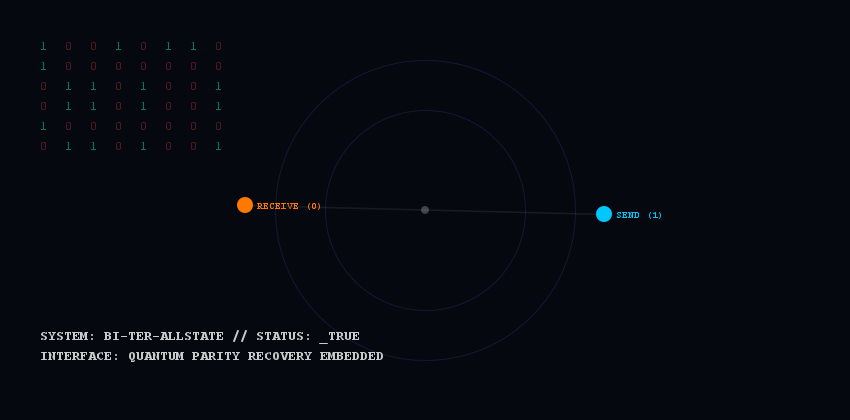 1 0 0 1 0 1 1 0
1 0 0 0 0 0 0 0
0 1 1 0 1 0 0 1
0 1 1 0 1 0 0 1
1 0 0 0 0 0 0 0
0 1 1 0 1 0 0 1
RECEIVE (0)
SEND (1)
SYSTEM: BI-TER-ALLSTATE // STATUS: _TRUE
INTERFACE: QUANTUM PARITY RECOVERY EMBEDDED